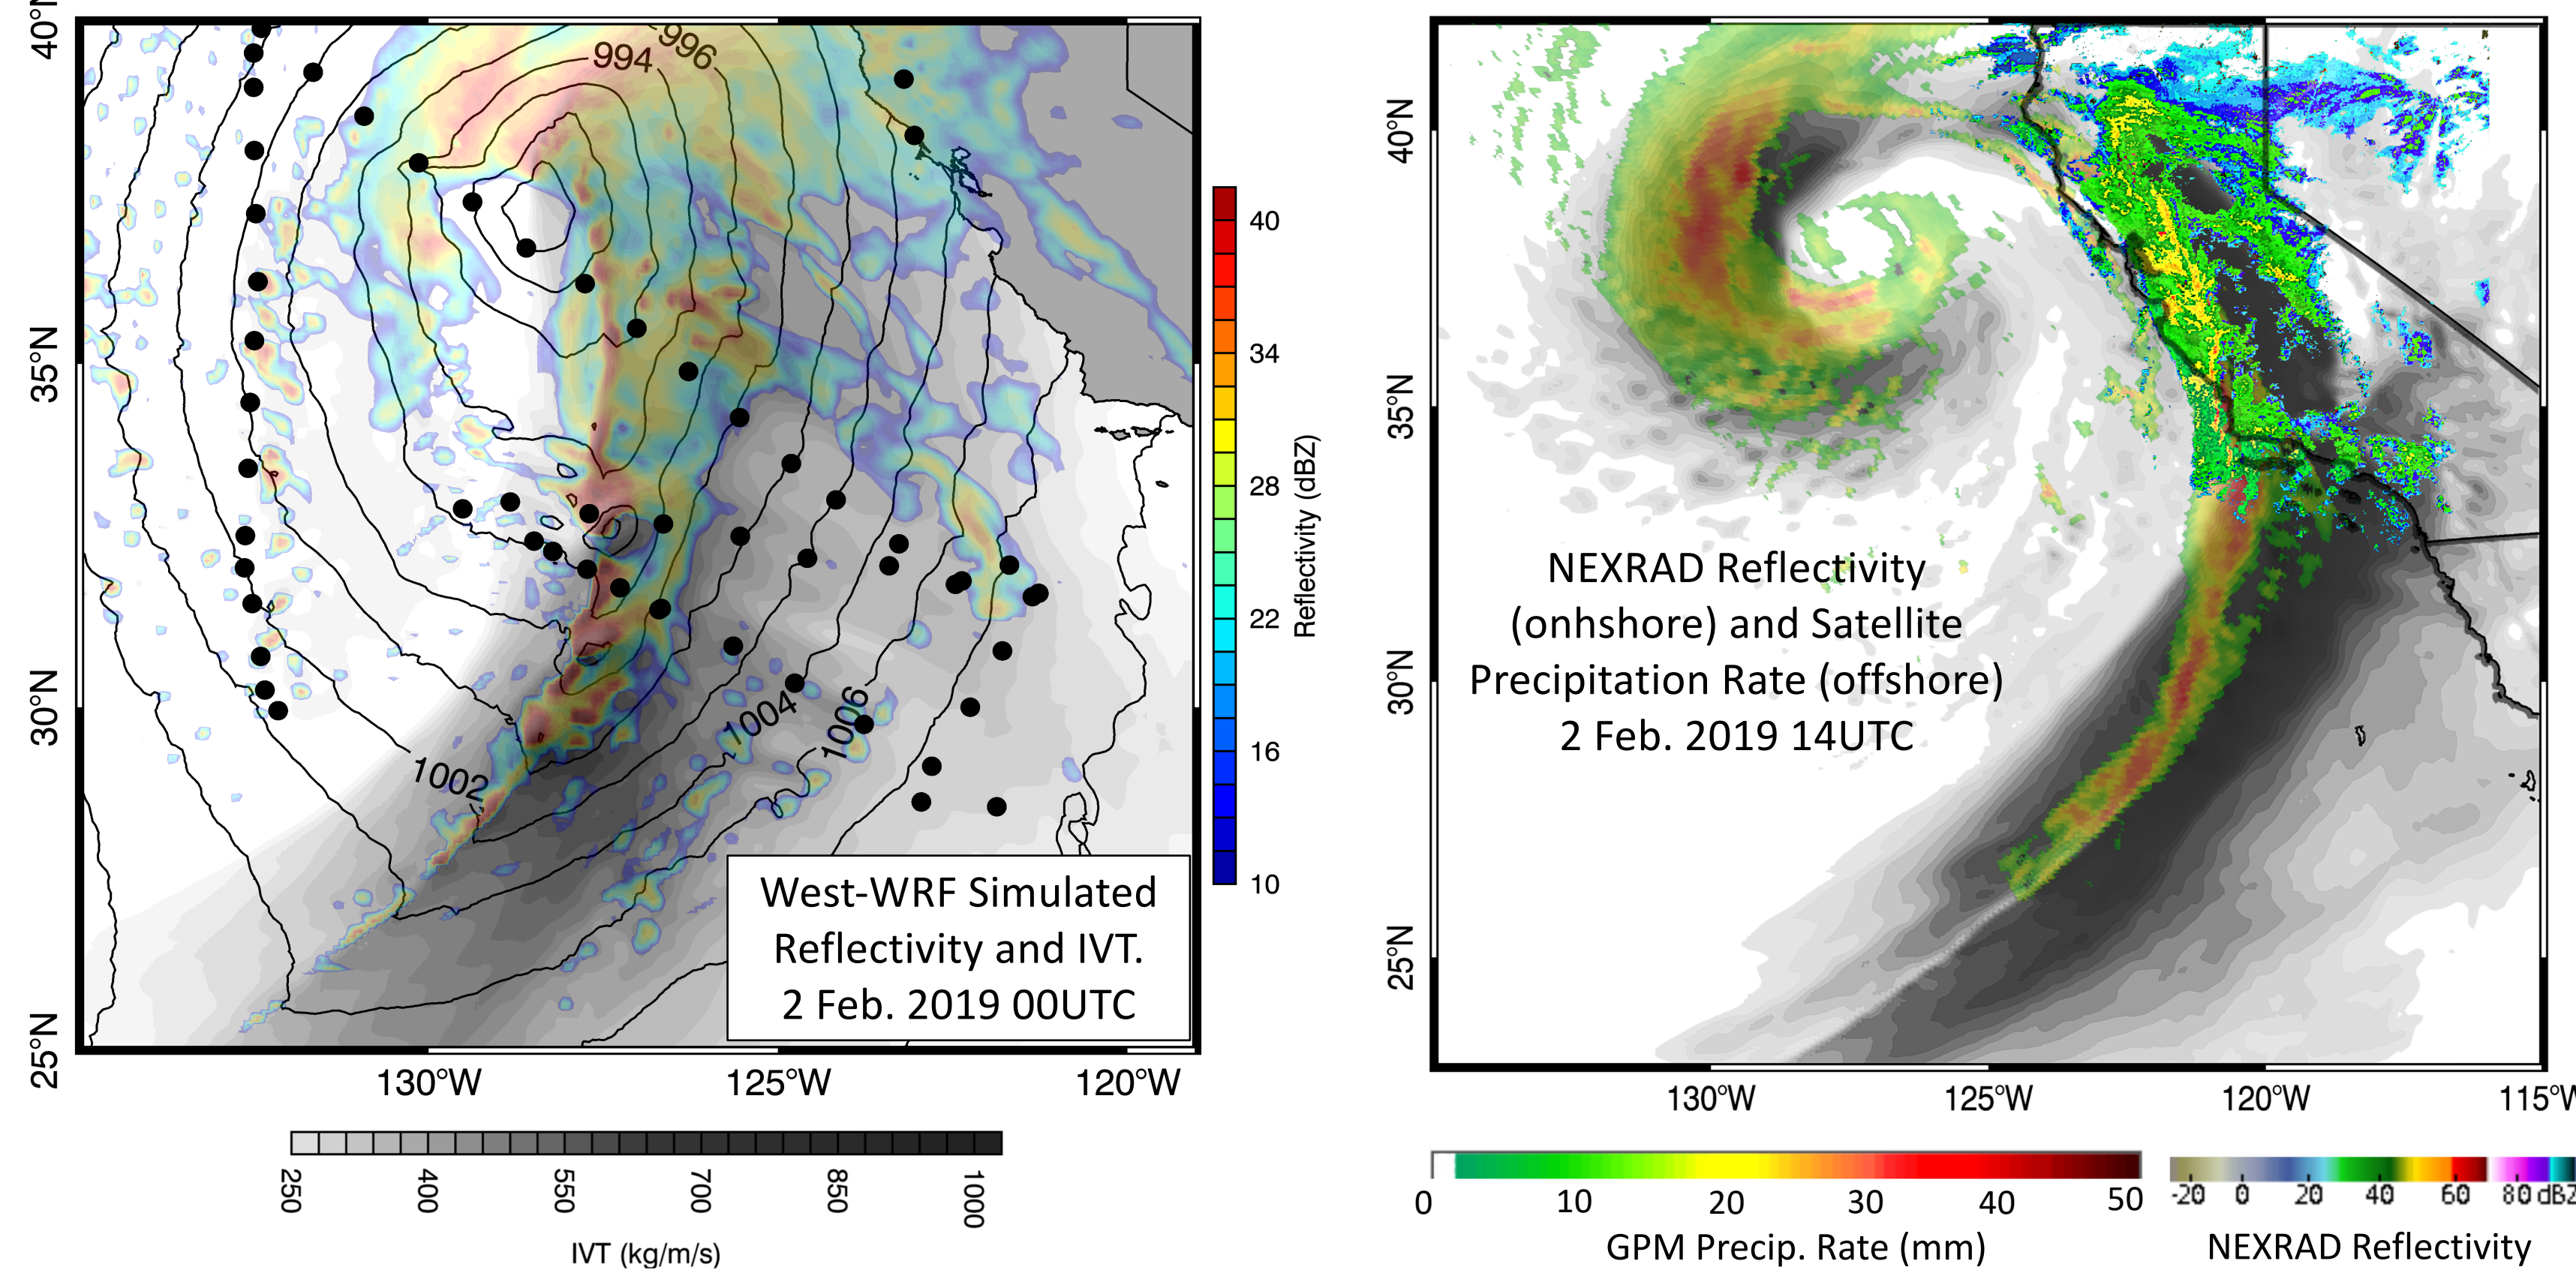 40°N
35°N
30°N
25°N
130°W
125°W
120°W
996
994
1002
1004
1006
West-WRF Simulated
Reflectivity and IVT.
2 Feb. 2019 00UTC
40
34
28
22
16
10
Reflectivity (dBZ)
250
400
550
700
850
1000
IVT (kg/m/s)
40°N
35°N
30°N
25°N
130°W
125°W
120°W
115°W
NEXRAD Reflectivity
(onhshore) and Satellite
Precipitation Rate (offshore)
2 Feb. 2019 14UTC
0 10 20 30 40 50
GPM Precip. Rate (mm)
-20 0 20 40 60 80 dBZ
NEXRAD Reflectivity